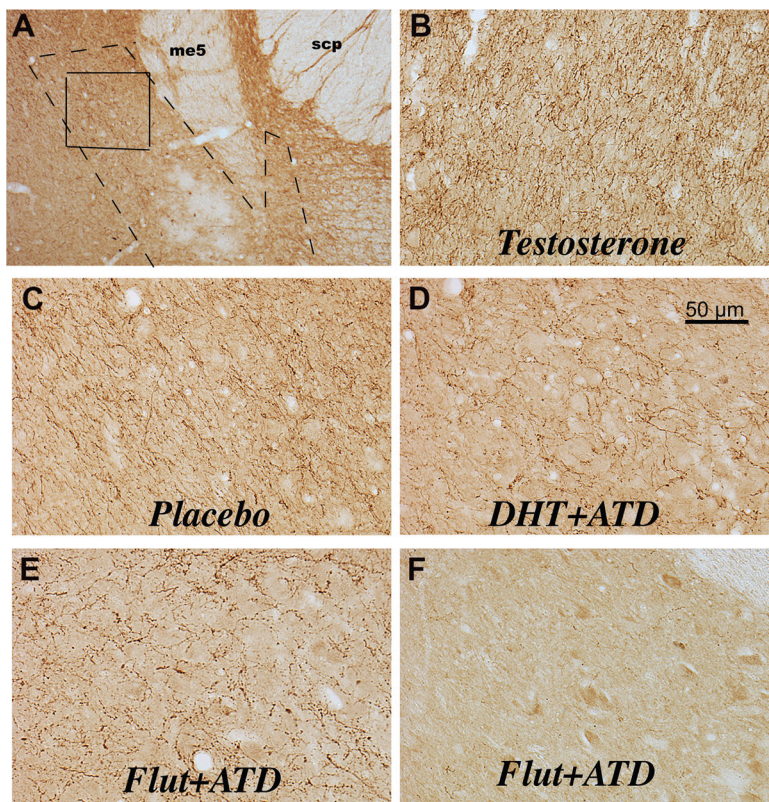 A
me5
scp
B
Testosterone
C
Placebo
D
50 µm
DHT+ATD
E
Flut+ATD
F
Flut+ATD